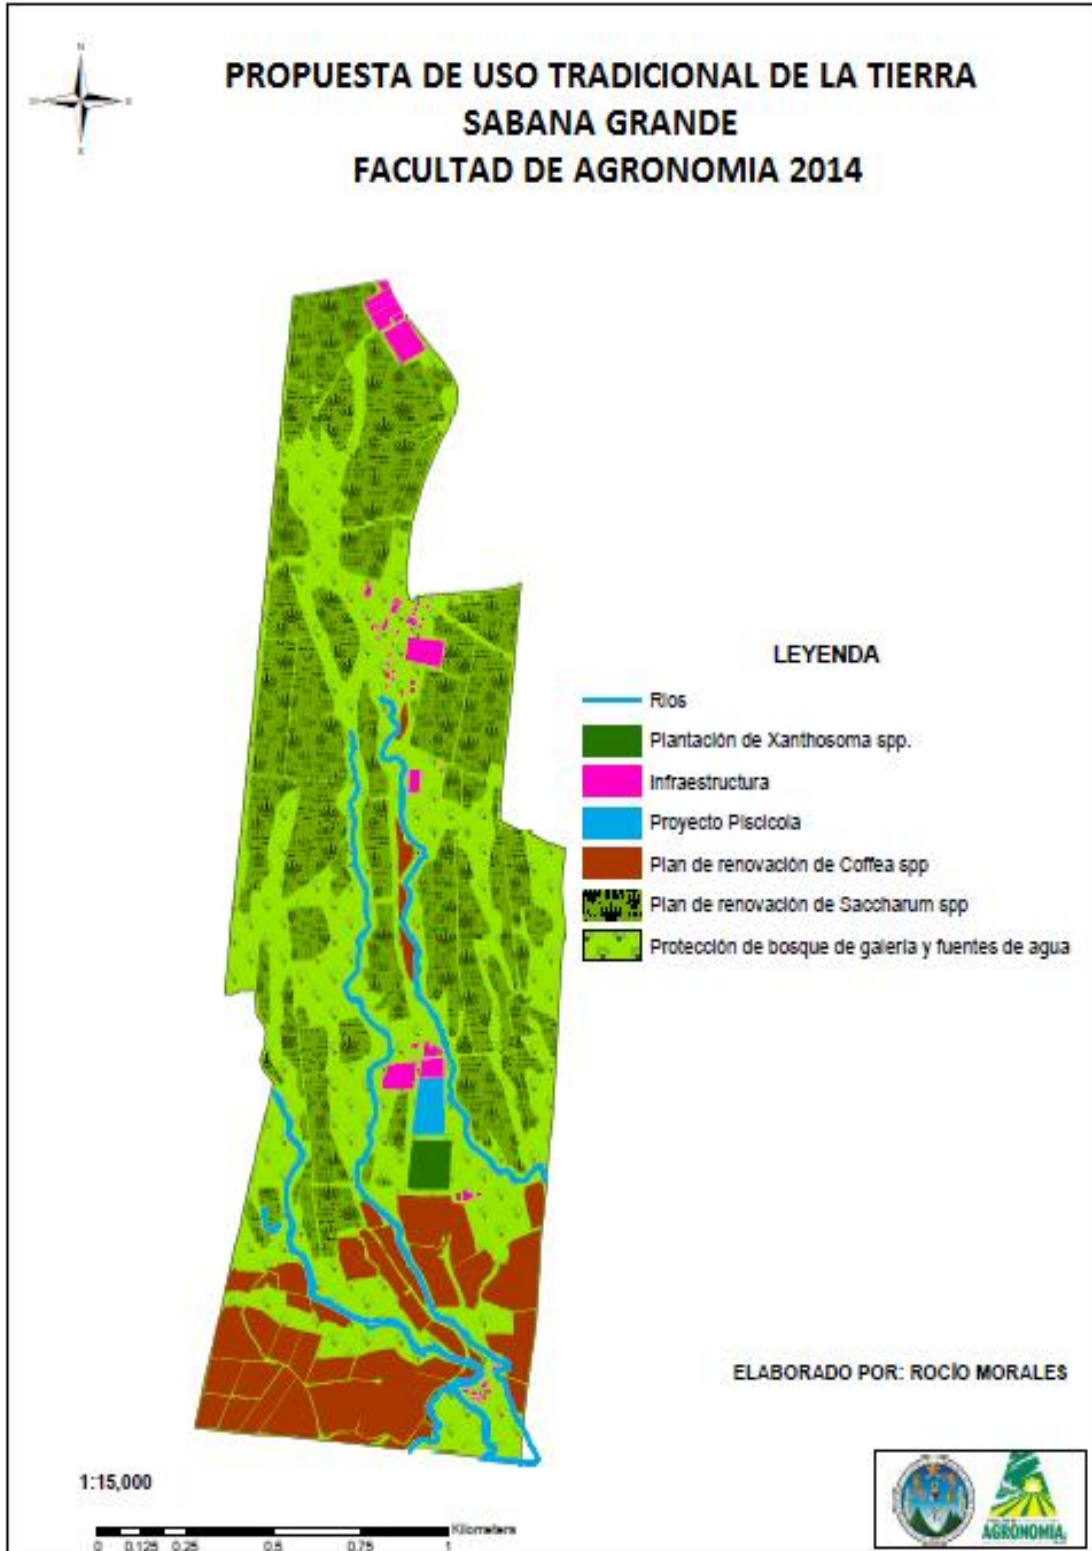 N
PROPUESTA DE USO TRADICIONAL DE LA TIERRA
SABANA GRANDE
FACULTAD DE AGRONOMIA 2014
LEYENDA
Rios
Plantación de Xanthosoma spp.
Infraestructura
Proyecto Piscicola
Plan de renovación de Coffea spp
Plan de renovación de Saccharum spp
Protección de bosque de galería y fuentes de agua
ELABORADO POR: ROCÍO MORALES
1:15,000
Kilometers
0 0.125 0.25 0.5 0.75 1
AGRONOMIA